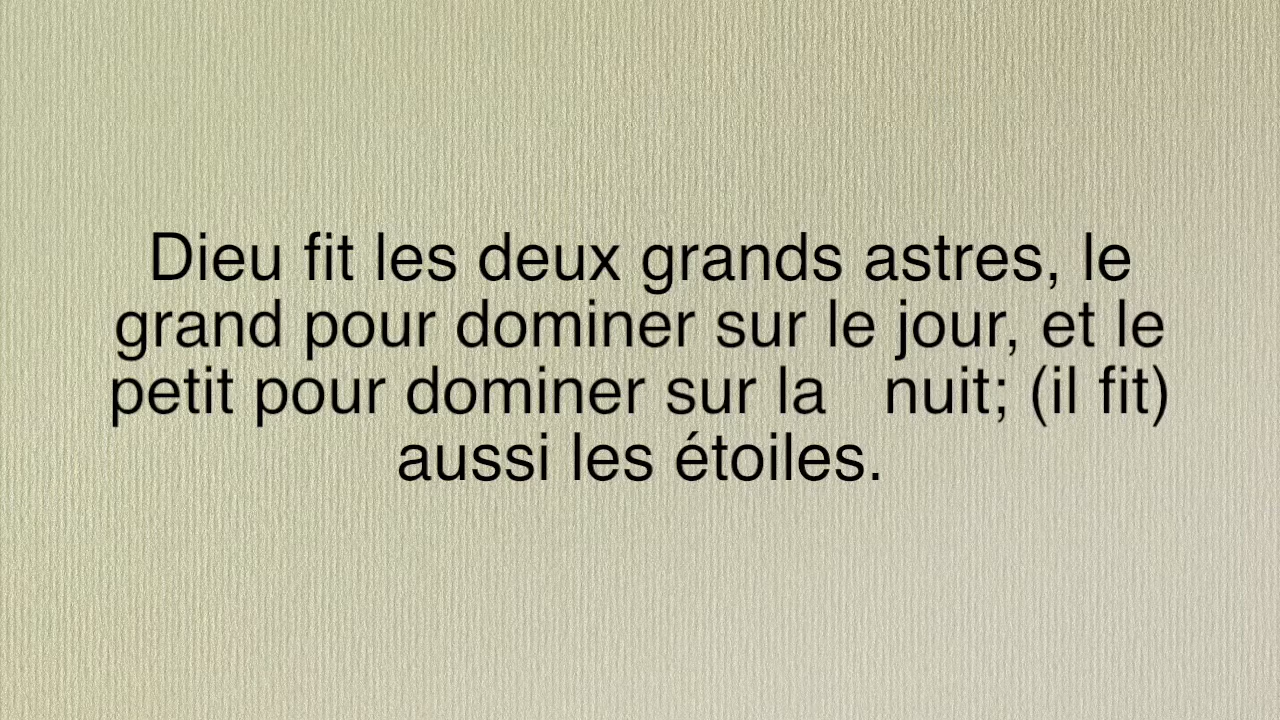 Dieu fit les deux grands astres, le
grand pour dominer sur le jour, et le
petit pour dominer sur la   nuit; (il fit)
aussi les étoiles.